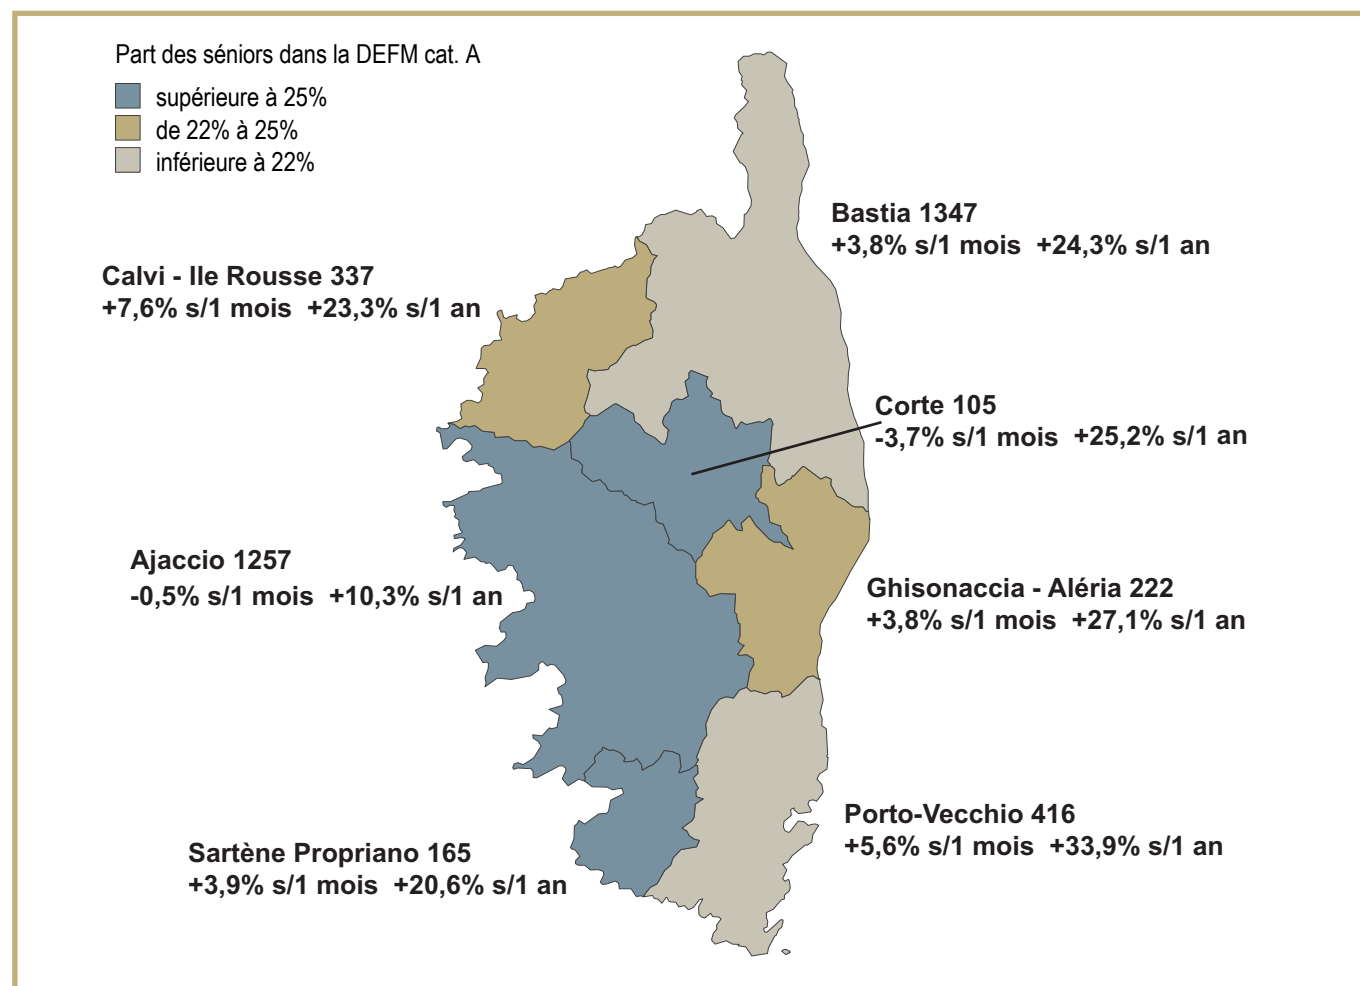 Part des séniors dans la DEFM cat. A
supérieure à 25%
de 22% à 25%
inférieure à 22%
Bastia 1347
+3,8% s/1 mois +24,3% s/1 an
Calvi - Ile Rousse 337
+7,6% s/1 mois +23,3% s/1 an
Corte 105
-3,7% s/1 mois +25,2% s/1 an
Ajaccio 1257
-0,5% s/1 mois +10,3% s/1 an
Ghisonaccia - Aléria 222
+3,8% s/1 mois +27,1% s/1 an
Porto-Vecchio 416
+5,6% s/1 mois +33,9% s/1 an
Sartène Propriano 165
+3,9% s/1 mois +20,6% s/1 an